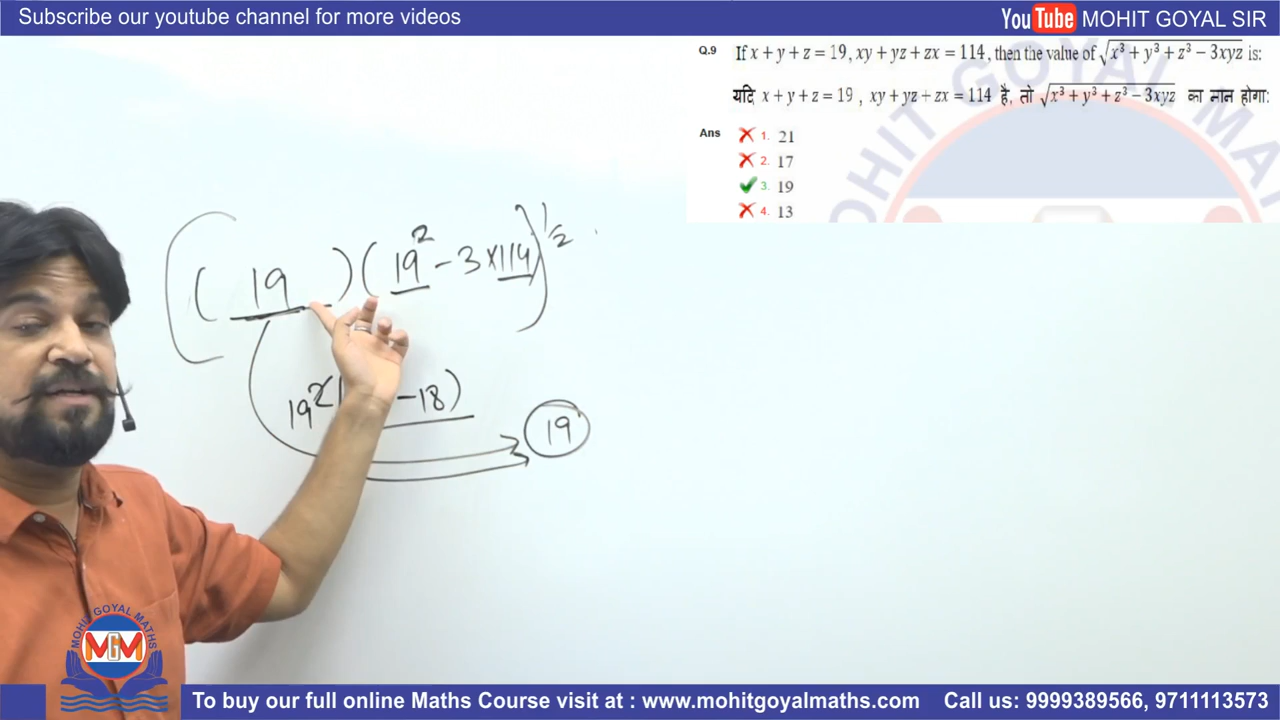 Subscribe our youtube channel for more videos
YouTube MOHIT GOYAL SIR
Q.9 If x + y + z = 19, xy + yz + zx = 114, then the value of √(x³ + y³ + z³ − 3xyz) is:
यदि x + y + z = 19 , xy + yz + zx = 114 है, तो √(x³ + y³ + z³ − 3xyz) का मान होगा:
Ans ✗ 1. 21
✗ 2. 17
✓ 3. 19
✗ 4. 13
[( 19 )(19² − 3×114)]^½
19²( − 18)
19
MOHIT GOYAL MATHS
MGM
To buy our full online Maths Course visit at : www.mohitgoyalmaths.com Call us: 9999389566, 9711113573